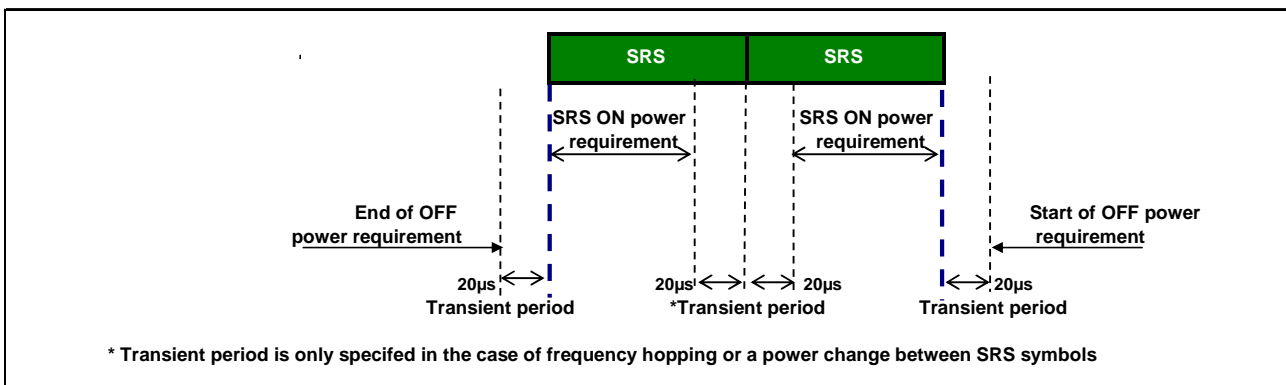 SRS SRS
SRS ON power
requirement
SRS ON power
requirement
End of OFF
power requirement
Start of OFF power
requirement
20µs 20µs 20µs 20µs
Transient period *Transient period Transient period
* Transient period is only specifed in the case of frequency hopping or a power change between SRS symbols